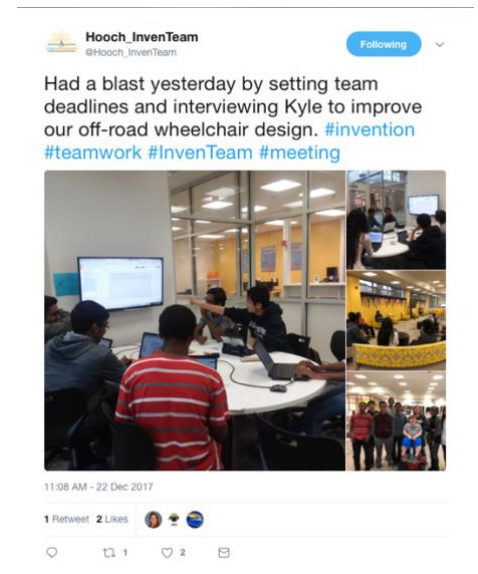 Hooch_InvenTeam
@Hooch_InvenTeam
Following
Had a blast yesterday by setting team
deadlines and interviewing Kyle to improve
our off-road wheelchair design. #invention
#teamwork #InvenTeam #meeting
11:08 AM - 22 Dec 2017
1 Retweet 2 Likes
1 2